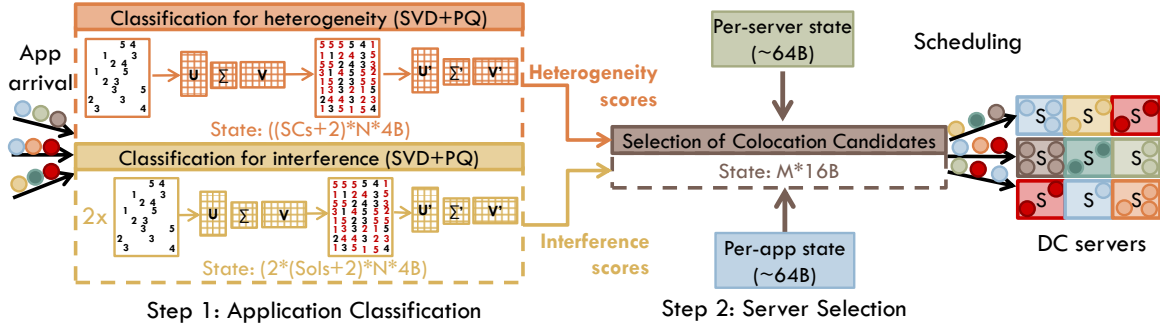 Classification for heterogeneity (SVD+PQ)
App
arrival
U
Σ
V
U'
Σ'
V'
State: ((SCs+2)*N*4B)
Heterogeneity
scores
Classification for interference (SVD+PQ)
2x
U
Σ
V
U'
Σ'
V'
State: (2*(SoIs+2)*N*4B)
Interference
scores
Step 1: Application Classification
Per-server state
(~64B)
Selection of Colocation Candidates
State: M*16B
Per-app state
(~64B)
Step 2: Server Selection
Scheduling
S S S
S S S
S S S
DC servers